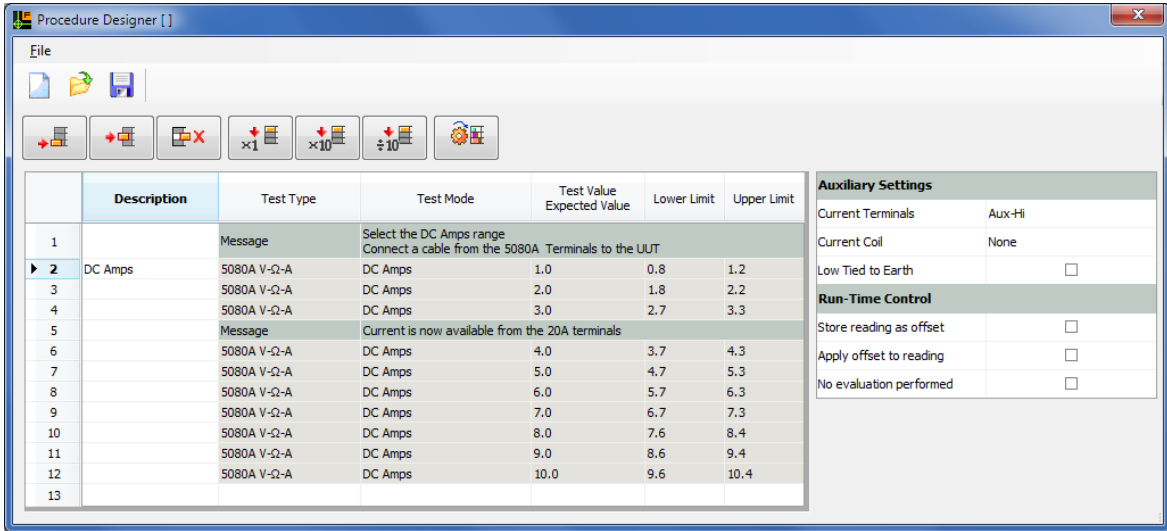 Procedure Designer [ ]
x
File
×1
×10
÷10
Description Test Type Test Mode Test Value Expected Value Lower Limit Upper Limit
1 Message Select the DC Amps range
Connect a cable from the 5080A Terminals to the UUT
2 DC Amps 5080A V-Ω-A DC Amps 1.0 0.8 1.2
3 5080A V-Ω-A DC Amps 2.0 1.8 2.2
4 5080A V-Ω-A DC Amps 3.0 2.7 3.3
5 Message Current is now available from the 20A terminals
6 5080A V-Ω-A DC Amps 4.0 3.7 4.3
7 5080A V-Ω-A DC Amps 5.0 4.7 5.3
8 5080A V-Ω-A DC Amps 6.0 5.7 6.3
9 5080A V-Ω-A DC Amps 7.0 6.7 7.3
10 5080A V-Ω-A DC Amps 8.0 7.6 8.4
11 5080A V-Ω-A DC Amps 9.0 8.6 9.4
12 5080A V-Ω-A DC Amps 10.0 9.6 10.4
13
Auxiliary Settings
Current Terminals Aux-Hi
Current Coil None
Low Tied to Earth
Run-Time Control
Store reading as offset
Apply offset to reading
No evaluation performed